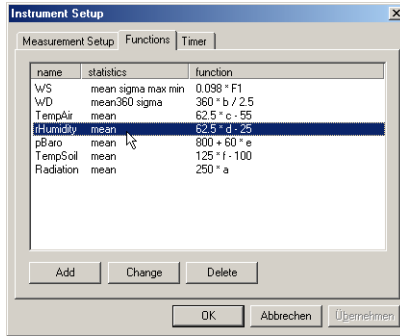 Instrument Setup
Measurement Setup Functions Timer
name statistics function
WS mean sigma max min 0.098 * F1
WD mean360 sigma 360 * b / 2.5
TempAir mean 62.5 * c - 55
rHumidity mean 62.5 * d - 25
pBaro mean 800 + 60 * e
TempSoil mean 125 * f - 100
Radiation mean 250 * a
Add Change Delete
OK Abbrechen Übernehmen